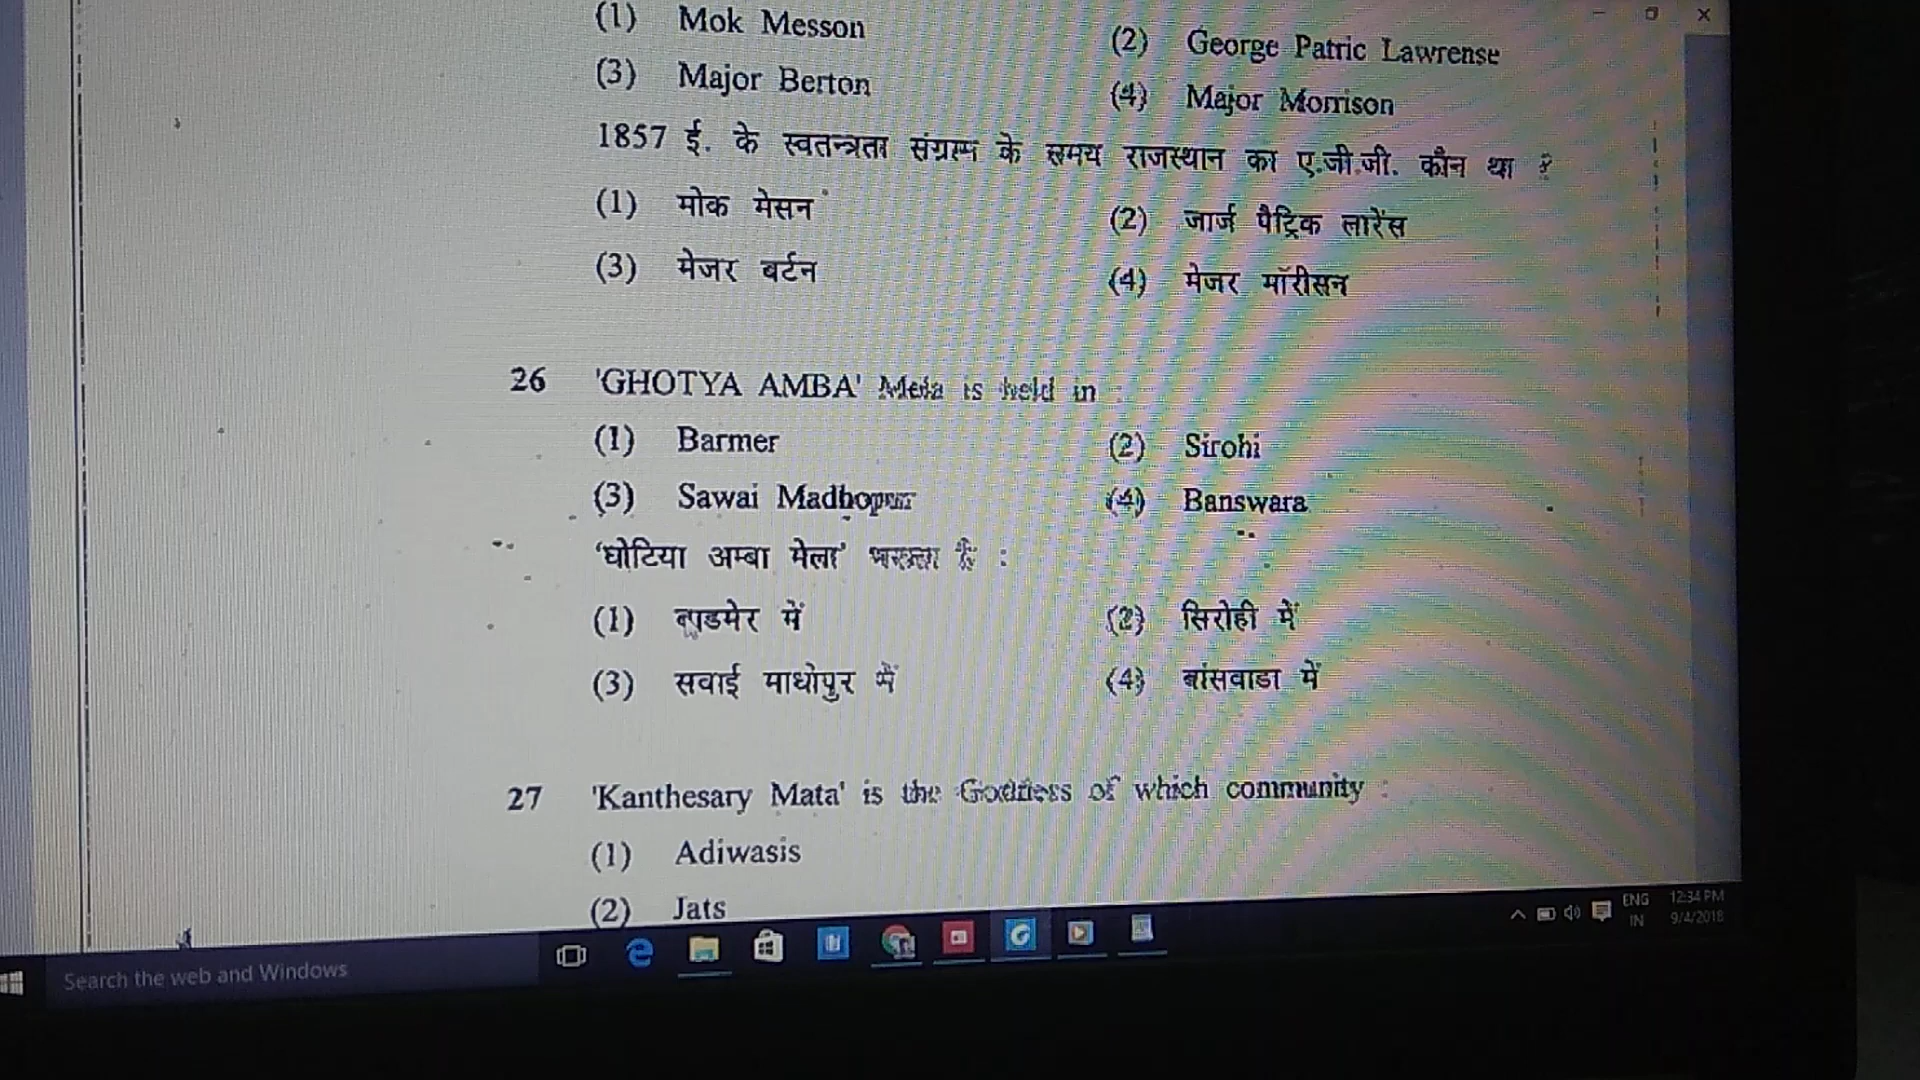 (1) Mok Messon
(2) George Patric Lawrense
(3) Major Berton
(4) Major Morrison
1857 ई. के स्वतन्त्रता संग्राम के समय राजस्थान का ए.जी.जी. कौन था ?
(1) मोक मेसन
(2) जार्ज पैट्रिक लारेंस
(3) मेजर बर्टन
(4) मेजर मॉरीसन
26 'GHOTYA AMBA' Mela is held in :
(1) Barmer
(2) Sirohi
(3) Sawai Madhopur
(4) Banswara
'घोटिया अम्बा मेला' भरता है :
(1) बाडमेर में
(2) सिरोही में
(3) सवाई माधोपुर में
(4) बांसवाडा में
27 'Kanthesary Mata' is the Goddess of which community :
(1) Adiwasis
(2) Jats
Search the web and Windows
ENG
IN
12:34 PM
9/4/2018